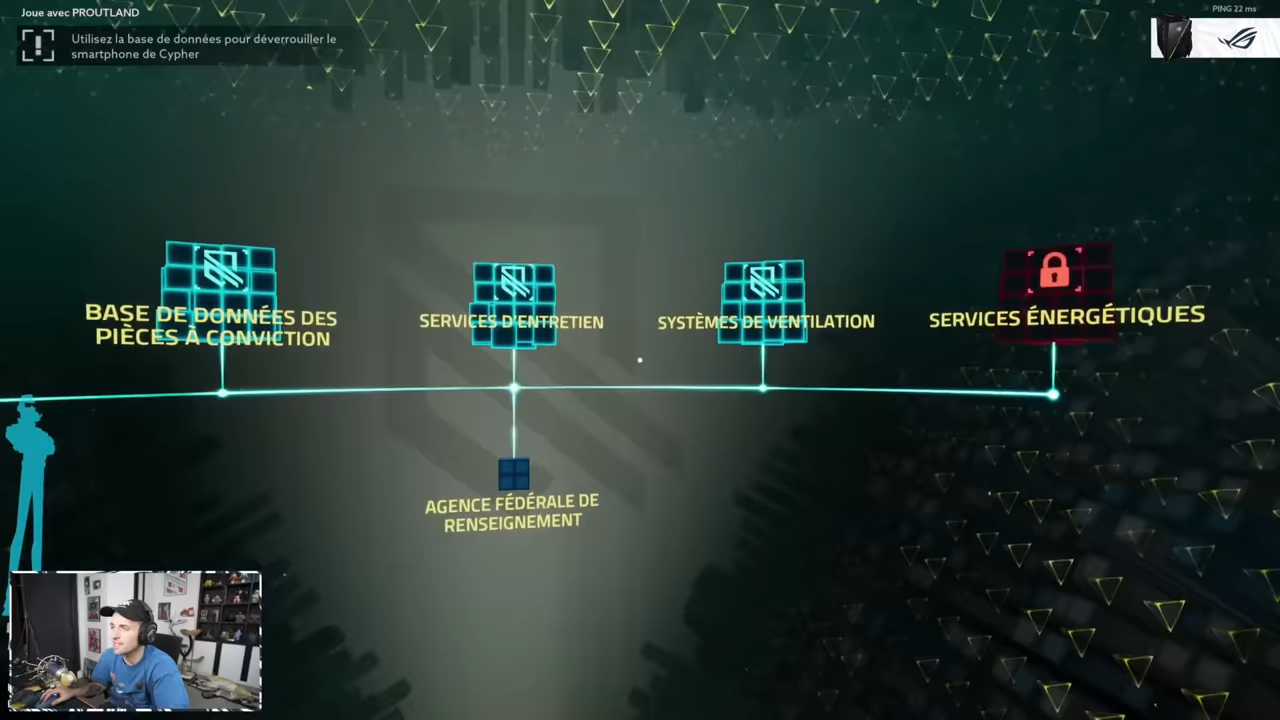 Joue avec PROUTLAND
Utilisez la base de données pour déverrouiller le
smartphone de Cypher
PING 22 ms
BASE DE DONNÉES DES
PIÈCES À CONVICTION
SERVICES D'ENTRETIEN
SYSTÈMES DE VENTILATION
SERVICES ÉNERGÉTIQUES
AGENCE FÉDÉRALE DE
RENSEIGNEMENT